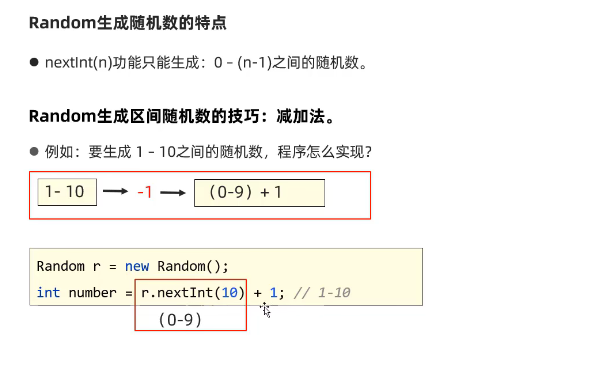 Random生成随机数的特点
● nextInt(n)功能只能生成：0 – (n-1)之间的随机数。
Random生成区间随机数的技巧：减加法。
● 例如：要生成 1 – 10之间的随机数，程序怎么实现？
1- 10 → -1 → （0-9）+ 1
Random r = new Random();
int number = r.nextInt(10) + 1; // 1-10
（0-9）